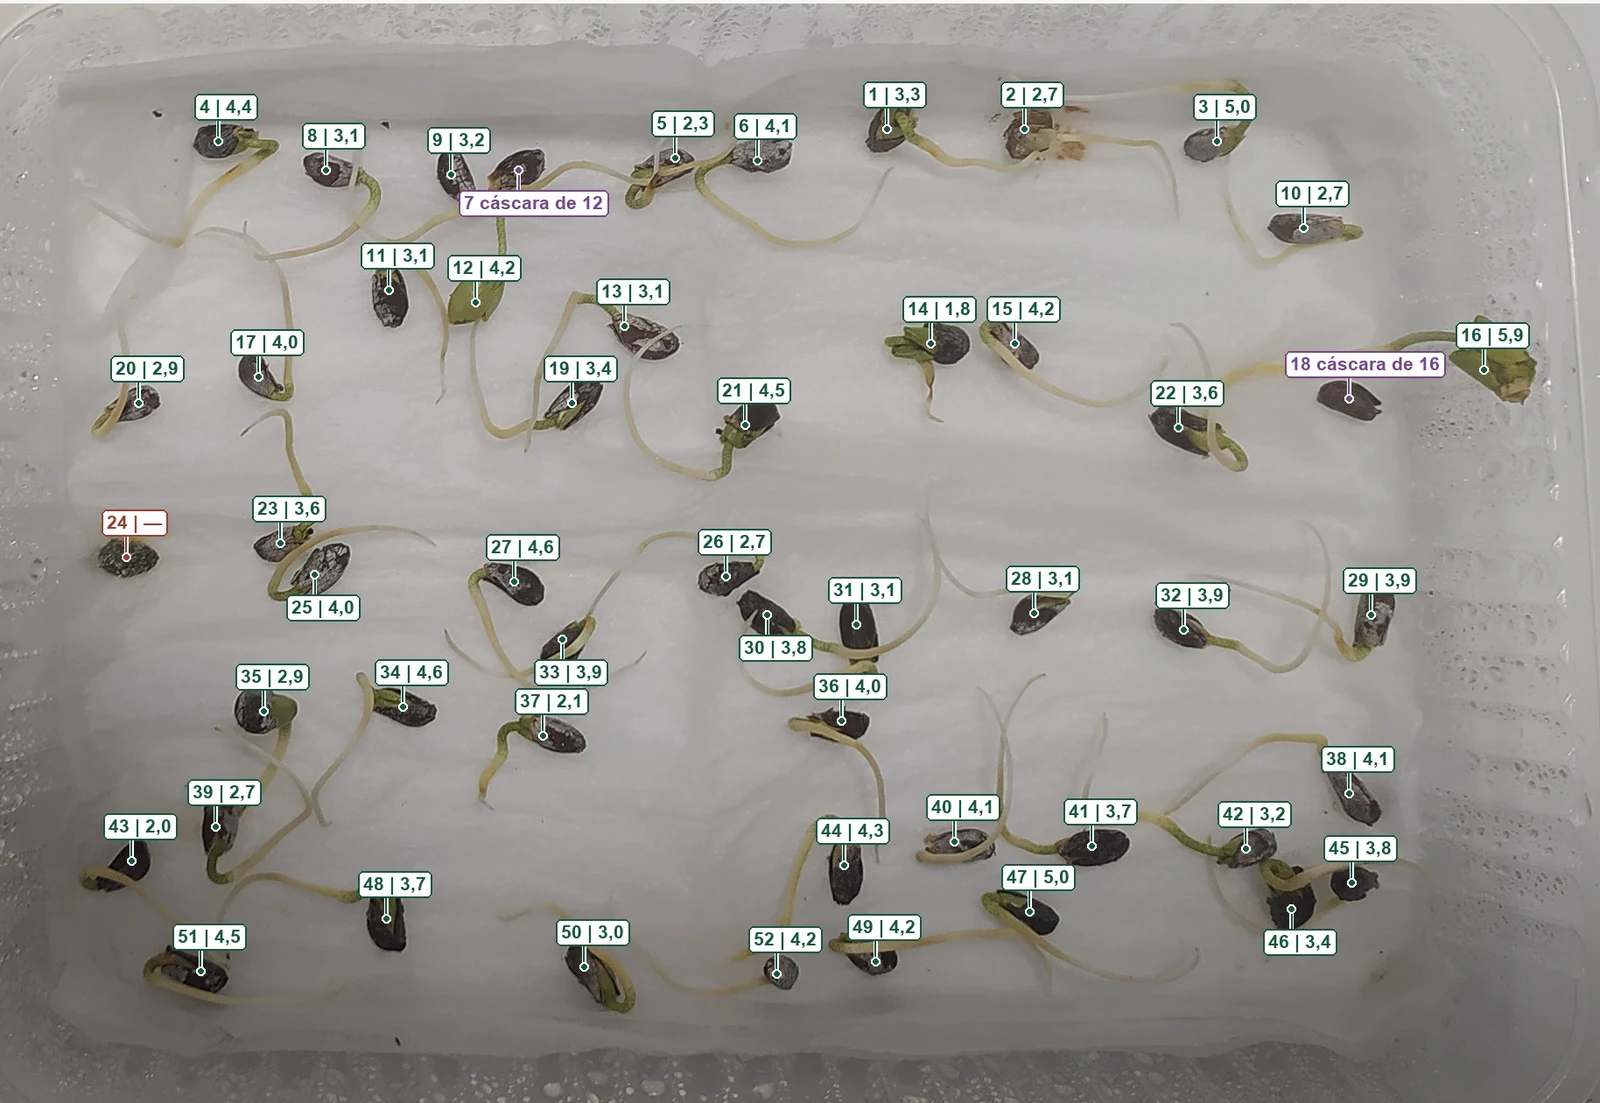 1 | 3,3
2 | 2,7
3 | 5,0
4 | 4,4
5 | 2,3
6 | 4,1
8 | 3,1
9 | 3,2
7 cáscara de 12
10 | 2,7
11 | 3,1
12 | 4,2
13 | 3,1
14 | 1,8
15 | 4,2
16 | 5,9
17 | 4,0
18 cáscara de 16
20 | 2,9
19 | 3,4
21 | 4,5
22 | 3,6
23 | 3,6
24 | —
27 | 4,6
26 | 2,7
28 | 3,1
29 | 3,9
31 | 3,1
32 | 3,9
25 | 4,0
30 | 3,8
33 | 3,9
34 | 4,6
35 | 2,9
36 | 4,0
37 | 2,1
38 | 4,1
39 | 2,7
40 | 4,1
41 | 3,7
42 | 3,2
43 | 2,0
44 | 4,3
45 | 3,8
47 | 5,0
48 | 3,7
49 | 4,2
50 | 3,0
51 | 4,5
52 | 4,2
46 | 3,4